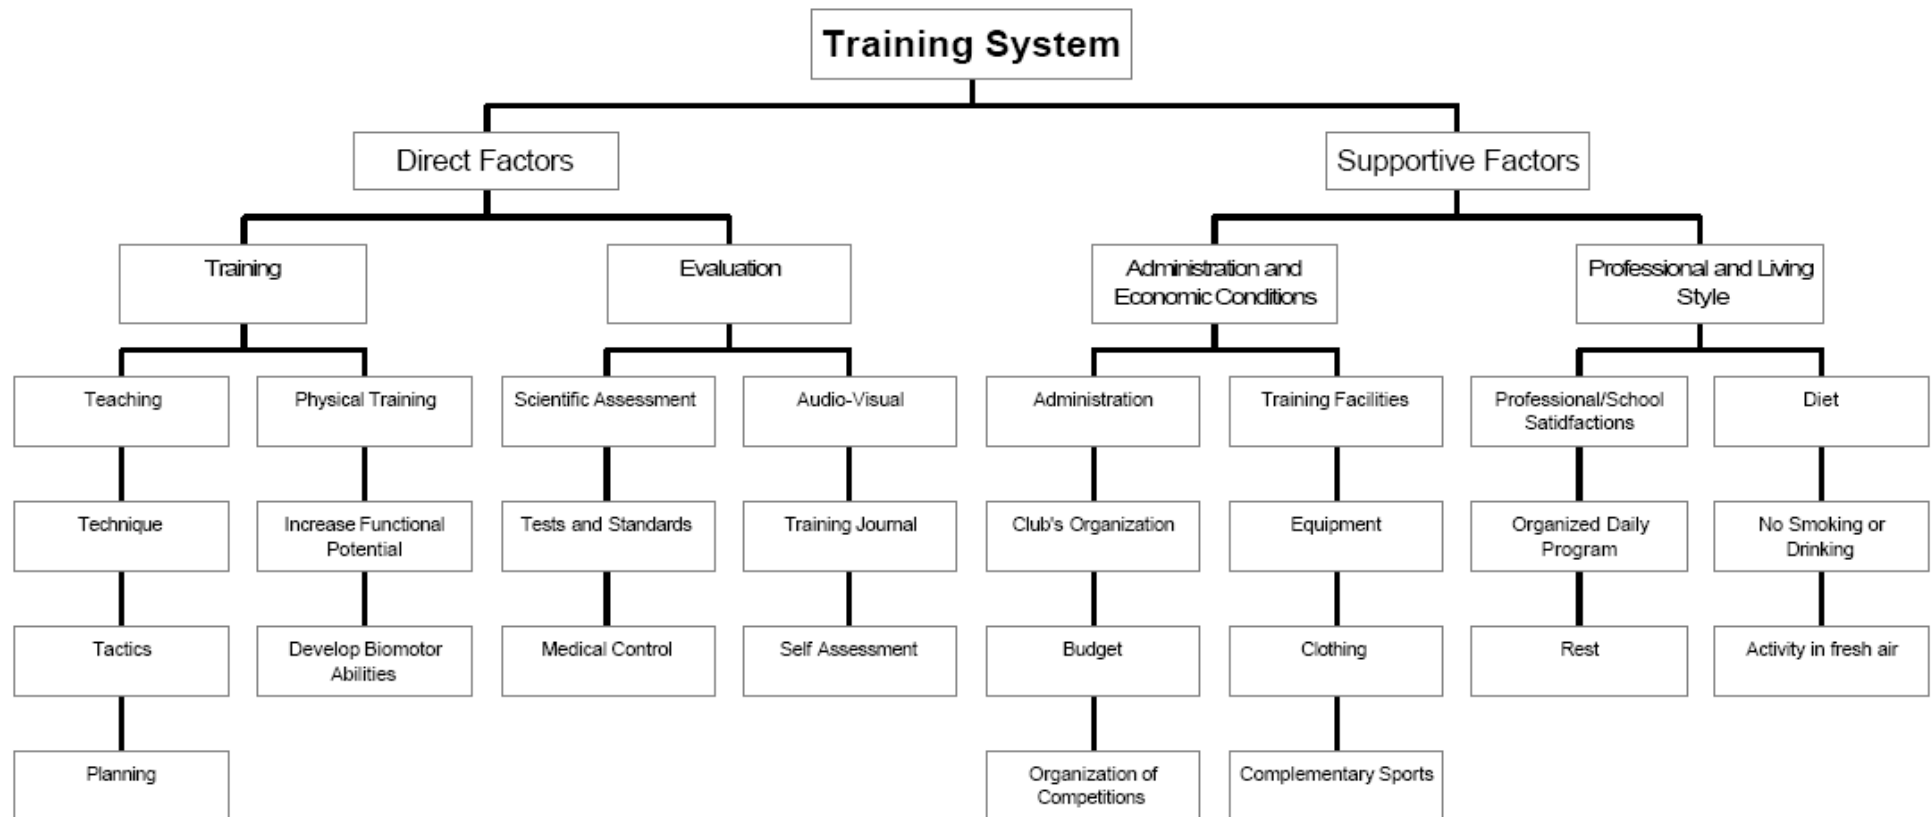 Training System
Direct Factors
Supportive Factors
Training
Evaluation
Administration and
Economic Conditions
Professional and Living
Style
Teaching
Physical Training
Scientific Assessment
Audio-Visual
Administration
Training Facilities
Professional/School
Satidfactions
Diet
Technique
Increase Functional
Potential
Tests and Standards
Training Journal
Club's Organization
Equipment
Organized Daily
Program
No Smoking or
Drinking
Tactics
Develop Biomotor
Abilities
Medical Control
Self Assessment
Budget
Clothing
Rest
Activity in fresh air
Planning
Organization of
Competitions
Complementary Sports